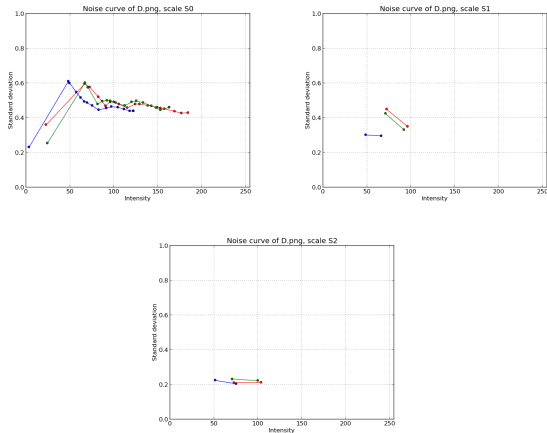 Noise curve of D.png, scale S0
1.0
0.8
0.6
0.4
0.2
0.0
Standard deviation
0 50 100 150 200 250
Intensity
Noise curve of D.png, scale S1
1.0
0.8
0.6
0.4
0.2
0.0
Standard deviation
0 50 100 150 200 250
Intensity
Noise curve of D.png, scale S2
1.0
0.8
0.6
0.4
0.2
0.0
Standard deviation
0 50 100 150 200 250
Intensity